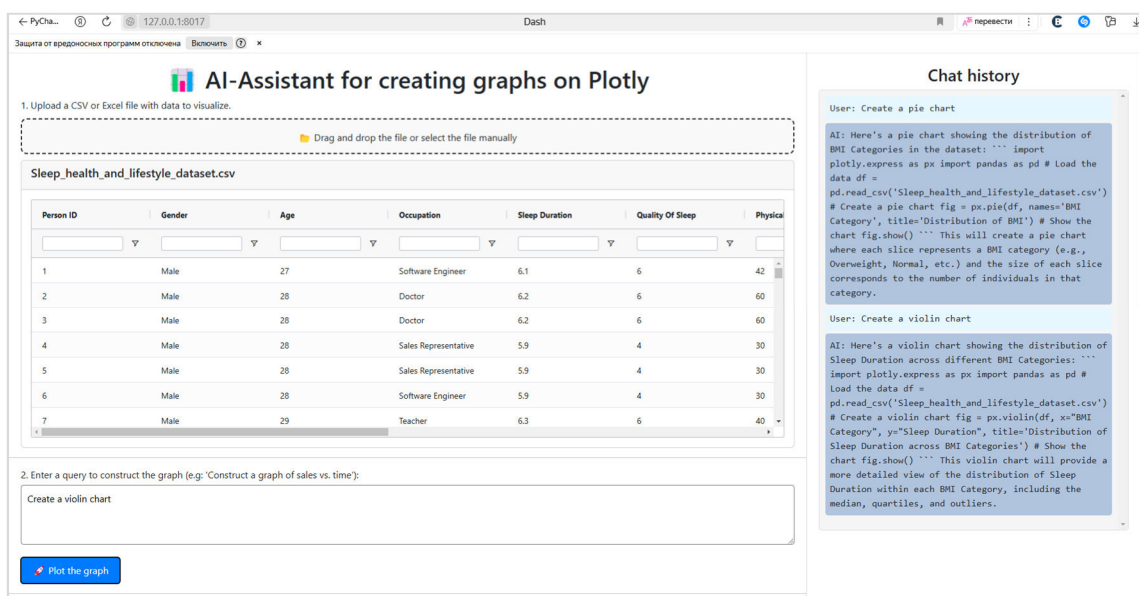 ← PyCha... Я 127.0.0.1:8017 Dash перевести
Защита от вредоносных программ отключена Включить ? ×
AI-Assistant for creating graphs on Plotly
1. Upload a CSV or Excel file with data to visualize.
Drag and drop the file or select the file manually
Sleep_health_and_lifestyle_dataset.csv
Person ID Gender Age Occupation Sleep Duration Quality Of Sleep Physical
1 Male 27 Software Engineer 6.1 6 42
2 Male 28 Doctor 6.2 6 60
3 Male 28 Doctor 6.2 6 60
4 Male 28 Sales Representative 5.9 4 30
5 Male 28 Sales Representative 5.9 4 30
6 Male 28 Software Engineer 5.9 4 30
7 Male 29 Teacher 6.3 6 40
2. Enter a query to construct the graph (e.g: 'Construct a graph of sales vs. time'):
Create a violin chart
Plot the graph
Chat history
User: Create a pie chart
AI: Here's a pie chart showing the distribution of
BMI Categories in the dataset: ``` import
plotly.express as px import pandas as pd # Load the
data df =
pd.read_csv('Sleep_health_and_lifestyle_dataset.csv')
# Create a pie chart fig = px.pie(df, names='BMI
Category', title='Distribution of BMI') # Show the
chart fig.show() ``` This will create a pie chart
where each slice represents a BMI category (e.g.,
Overweight, Normal, etc.) and the size of each slice
corresponds to the number of individuals in that
category.
User: Create a violin chart
AI: Here's a violin chart showing the distribution of
Sleep Duration across different BMI Categories: ```
import plotly.express as px import pandas as pd #
Load the data df =
pd.read_csv('Sleep_health_and_lifestyle_dataset.csv')
# Create a violin chart fig = px.violin(df, x="BMI
Category", y="Sleep Duration", title='Distribution of
Sleep Duration across BMI Categories') # Show the
chart fig.show() ``` This violin chart will provide a
more detailed view of the distribution of Sleep
Duration within each BMI Category, including the
median, quartiles, and outliers.